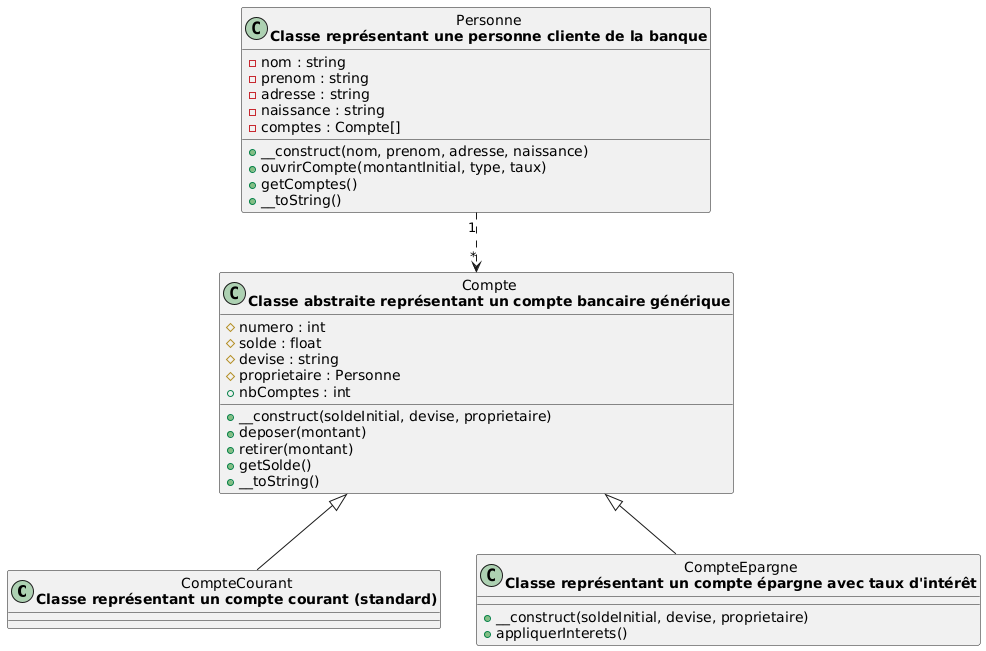 C Personne
Classe représentant une personne cliente de la banque
nom : string
prenom : string
adresse : string
naissance : string
comptes : Compte[]
__construct(nom, prenom, adresse, naissance)
ouvrirCompte(montantInitial, type, taux)
getComptes()
__toString()
1
*
C Compte
Classe abstraite représentant un compte bancaire générique
numero : int
solde : float
devise : string
proprietaire : Personne
nbComptes : int
__construct(soldeInitial, devise, proprietaire)
deposer(montant)
retirer(montant)
getSolde()
__toString()
C CompteCourant
Classe représentant un compte courant (standard)
C CompteEpargne
Classe représentant un compte épargne avec taux d'intérêt
__construct(soldeInitial, devise, proprietaire)
appliquerInterets()